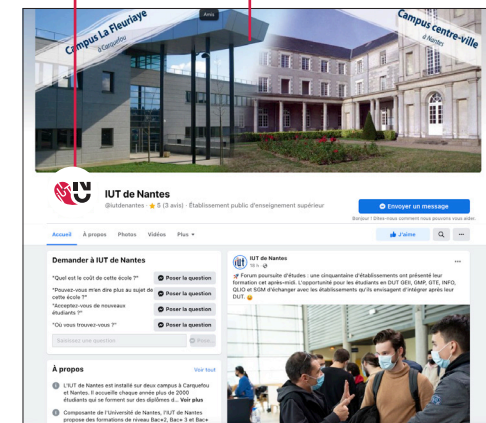 Amis
Campus La Fleuriaye
à Carquefou
Campus centre-ville
à Nantes
IUT de Nantes
@iutdenantes · 5 (3 avis) · Établissement public d'enseignement supérieur
Envoyer un message
Bonjour ! Dites-nous comment nous pouvons vous aider.
Accueil À propos Photos Vidéos Plus
J'aime
Demander à IUT de Nantes
"Quel est le coût de cette école ?" Poser la question
"Pouvez-vous m'en dire plus au sujet de cette école ?" Poser la question
"Acceptez-vous de nouveaux étudiants ?" Poser la question
"Où vous trouvez-vous ?" Poser la question
Saisissez une question Pose...
À propos Voir tout
L'IUT de Nantes est installé sur deux campus à Carquefou
et Nantes. Il accueille chaque année plus de 2000
étudiants qui se forment sur des diplômes d... Voir plus
Composante de l'Université de Nantes, l'IUT de Nantes
propose des formations de niveau Bac+2, Bac+ 3 et Bac+
IUT de Nantes
Forum poursuite d'études : une cinquantaine d'établissements ont présenté leur
formation cet après-midi. L'opportunité pour les étudiants en DUT GEII, GMP, GTE, INFO,
QLIO et SGM d'échanger avec les établissements qu'ils envisagent d'intégrer après leur
DUT.